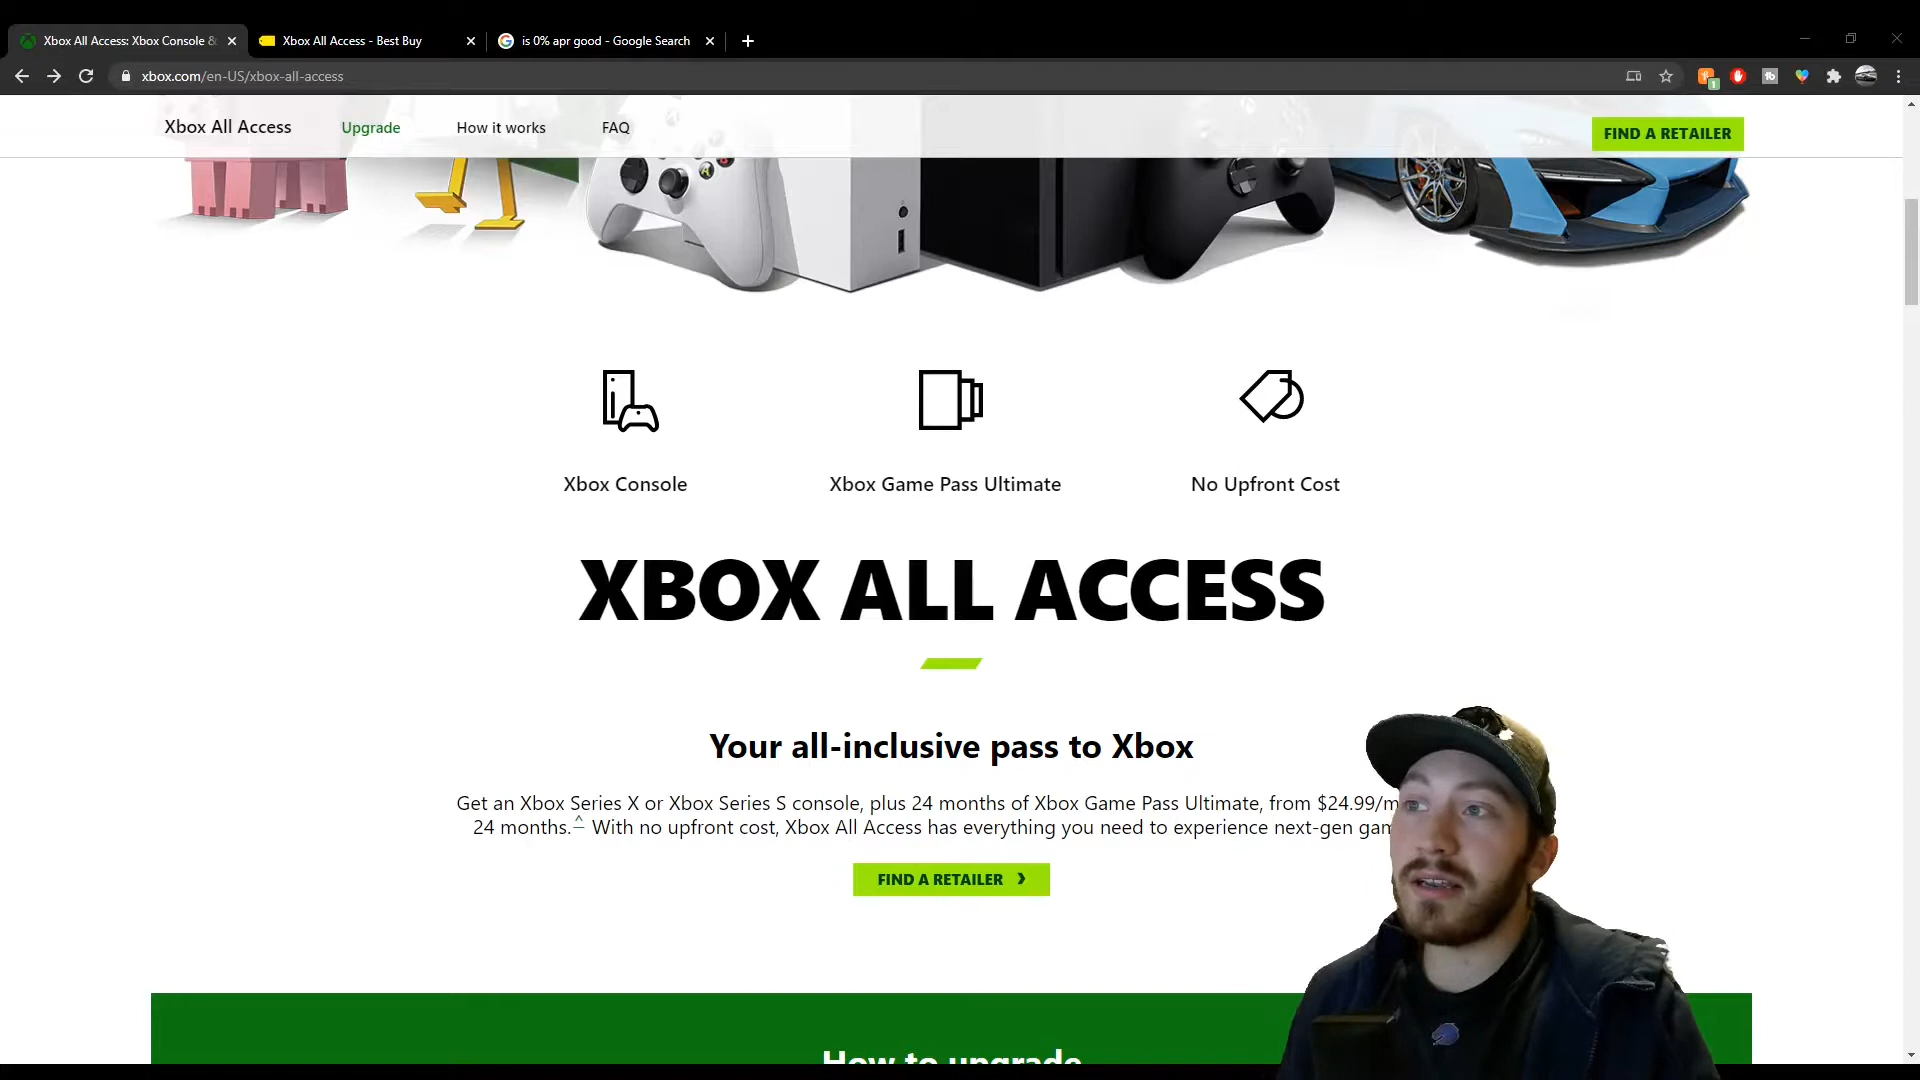 Xbox All Access: Xbox Console &
Xbox All Access - Best Buy
is 0% apr good - Google Search
xbox.com/en-US/xbox-all-access
Xbox All Access
Upgrade
How it works
FAQ
FIND A RETAILER
Xbox Console
Xbox Game Pass Ultimate
No Upfront Cost
XBOX ALL ACCESS
Your all-inclusive pass to Xbox
Get an Xbox Series X or Xbox Series S console, plus 24 months of Xbox Game Pass Ultimate, from $24.99/m
24 months.^ With no upfront cost, Xbox All Access has everything you need to experience next-gen gam
FIND A RETAILER
How to upgrade